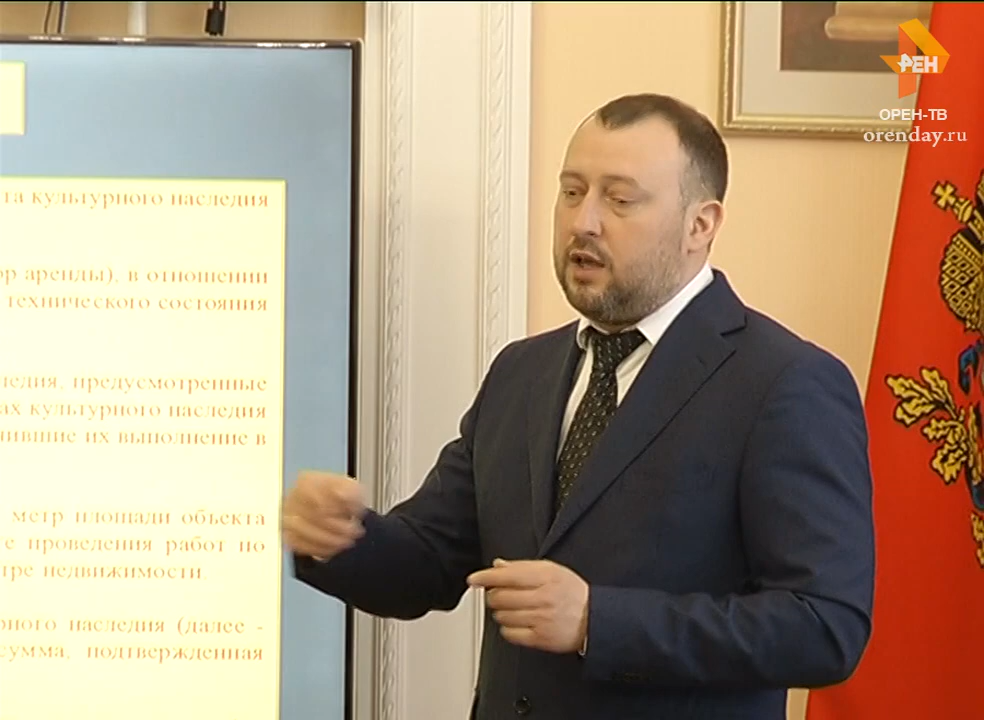 РЕН
ОРЕН-ТВ
orenday.ru
та культурного наследия
ор аренды), в отношении
технического состояния
ледия, предусмотренные
ах культурного наследия
нившие их выполнение в
метр площади объекта
е проведения работ по
тре недвижимости
рного наследия (далее -
сумма, подтвержденная